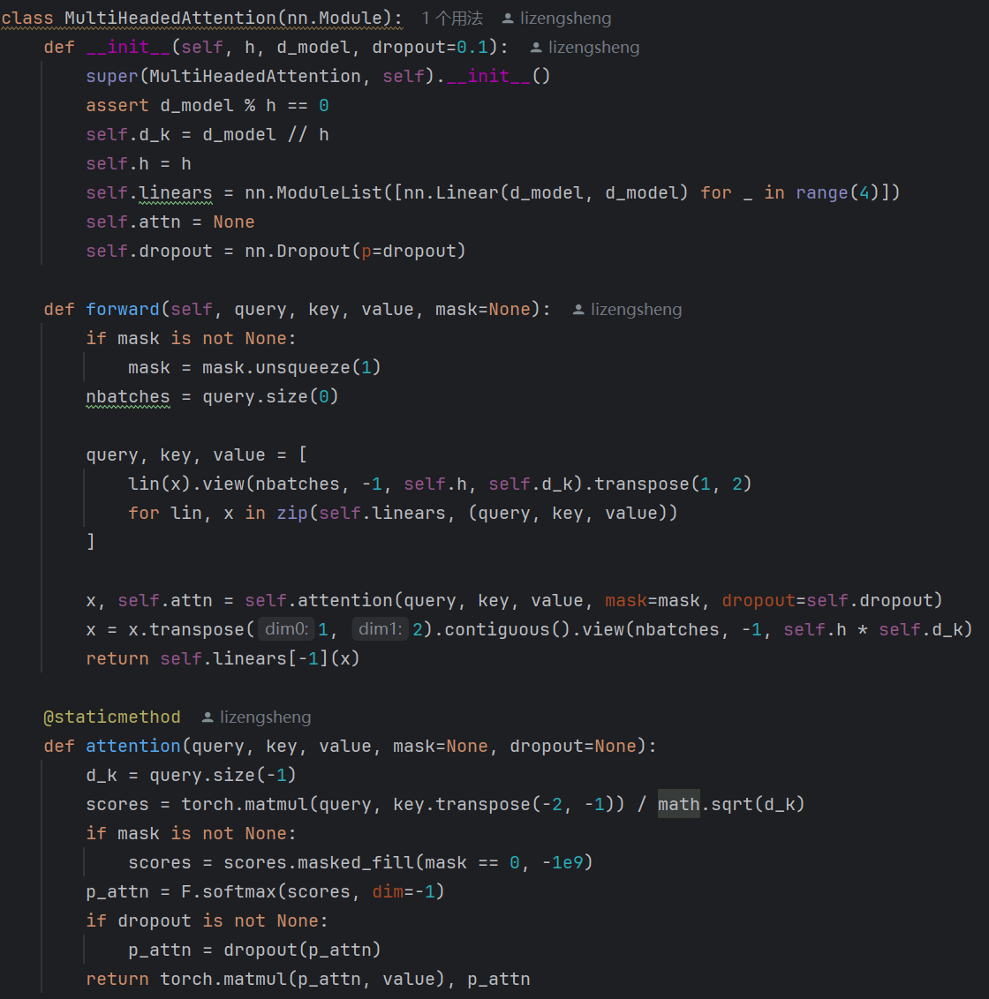 class MultiHeadedAttention(nn.Module): 1 个用法 lizengsheng
    def __init__(self, h, d_model, dropout=0.1): lizengsheng
        super(MultiHeadedAttention, self).__init__()
        assert d_model % h == 0
        self.d_k = d_model // h
        self.h = h
        self.linears = nn.ModuleList([nn.Linear(d_model, d_model) for _ in range(4)])
        self.attn = None
        self.dropout = nn.Dropout(p=dropout)

    def forward(self, query, key, value, mask=None): lizengsheng
        if mask is not None:
            mask = mask.unsqueeze(1)
        nbatches = query.size(0)

        query, key, value = [
            lin(x).view(nbatches, -1, self.h, self.d_k).transpose(1, 2)
            for lin, x in zip(self.linears, (query, key, value))
        ]

        x, self.attn = self.attention(query, key, value, mask=mask, dropout=self.dropout)
        x = x.transpose( dim0: 1, dim1: 2).contiguous().view(nbatches, -1, self.h * self.d_k)
        return self.linears[-1](x)

    @staticmethod lizengsheng
    def attention(query, key, value, mask=None, dropout=None):
        d_k = query.size(-1)
        scores = torch.matmul(query, key.transpose(-2, -1)) / math.sqrt(d_k)
        if mask is not None:
            scores = scores.masked_fill(mask == 0, -1e9)
        p_attn = F.softmax(scores, dim=-1)
        if dropout is not None:
            p_attn = dropout(p_attn)
        return torch.matmul(p_attn, value), p_attn